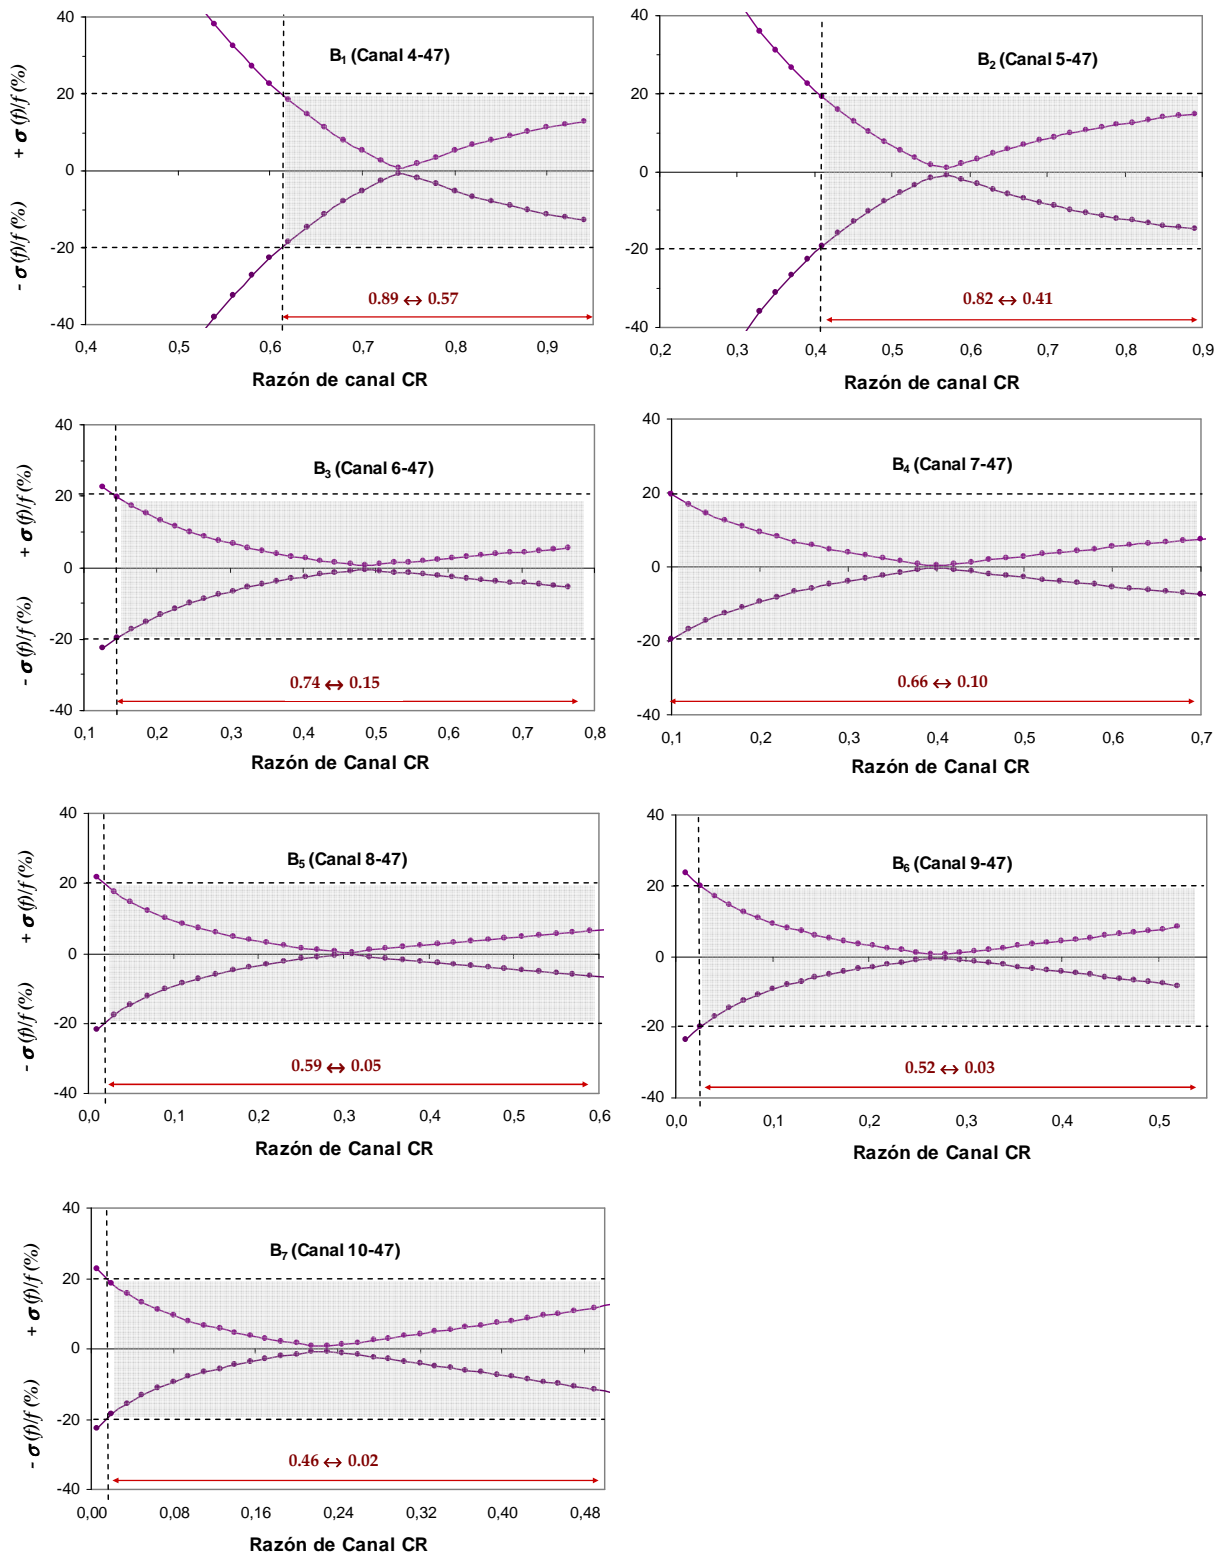 40
20
0
-20
-40
+ σ (f)/f (%)
- σ (f)/f (%)
B1 (Canal 4-47)
0.89 ↔ 0.57
0,4 0,5 0,6 0,7 0,8 0,9
Razón de canal CR
40
20
0
-20
-40
B2 (Canal 5-47)
0.82 ↔ 0.41
0,2 0,3 0,4 0,5 0,6 0,7 0,8 0,9
Razón de canal CR
40
20
0
-20
-40
+ σ (f)/f (%)
- σ (f)/f (%)
B3 (Canal 6-47)
0.74 ↔ 0.15
0,1 0,2 0,3 0,4 0,5 0,6 0,7 0,8
Razón de Canal CR
40
20
0
-20
-40
B4 (Canal 7-47)
0.66 ↔ 0.10
0,1 0,2 0,3 0,4 0,5 0,6 0,7
Razón de Canal CR
40
20
0
-20
-40
+ σ (f)/f (%)
- σ (f)/f (%)
B5 (Canal 8-47)
0.59 ↔ 0.05
0,0 0,1 0,2 0,3 0,4 0,5 0,6
Razón de Canal CR
40
20
0
-20
-40
B6 (Canal 9-47)
0.52 ↔ 0.03
0,0 0,1 0,2 0,3 0,4 0,5
Razón de Canal CR
40
20
0
-20
-40
+ σ (f)/f (%)
- σ (f)/f (%)
B7 (Canal 10-47)
0.46 ↔ 0.02
0,00 0,08 0,16 0,24 0,32 0,40 0,48
Razón de Canal CR